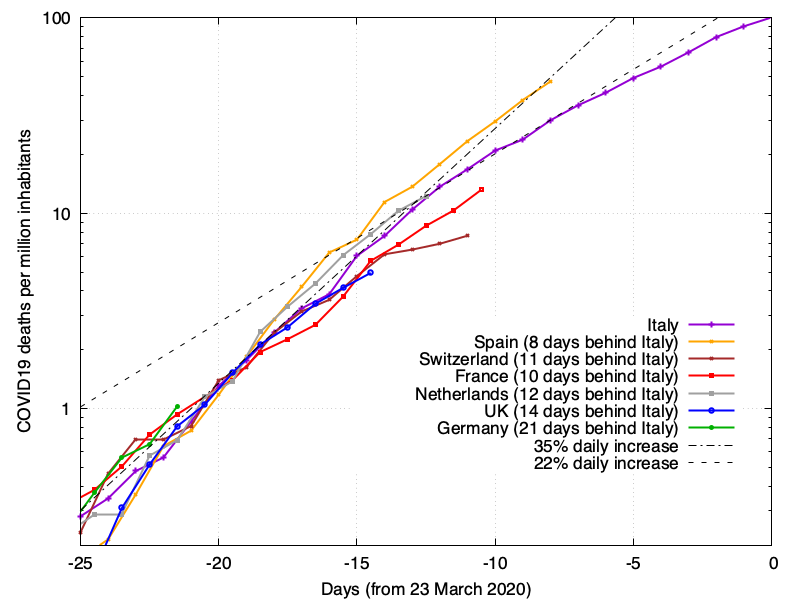 100
10
1
COVID19 deaths per million inhabitants
Italy
Spain (8 days behind Italy)
Switzerland (11 days behind Italy)
France (10 days behind Italy)
Netherlands (12 days behind Italy)
UK (14 days behind Italy)
Germany (21 days behind Italy)
35% daily increase
22% daily increase
-25 -20 -15 -10 -5 0
Days (from 23 March 2020)